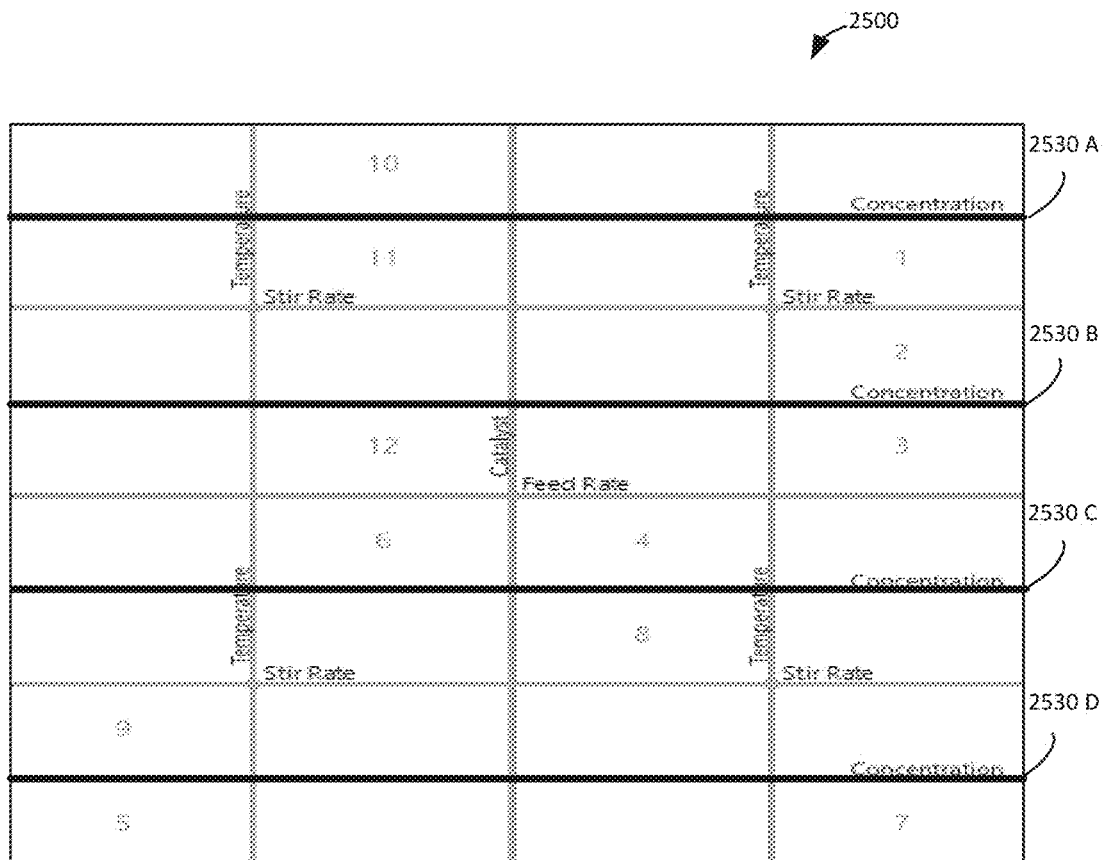 2500
2530 A
10
Temperature
Temperature
Concentration
11
1
Stir Rate
Stir Rate
2530 B
2
Concentration
12
Catalyst
3
Feed Rate
2530 C
6
4
Concentration
Temperature
Temperature
8
Stir Rate
Stir Rate
2530 D
9
Concentration
5
7